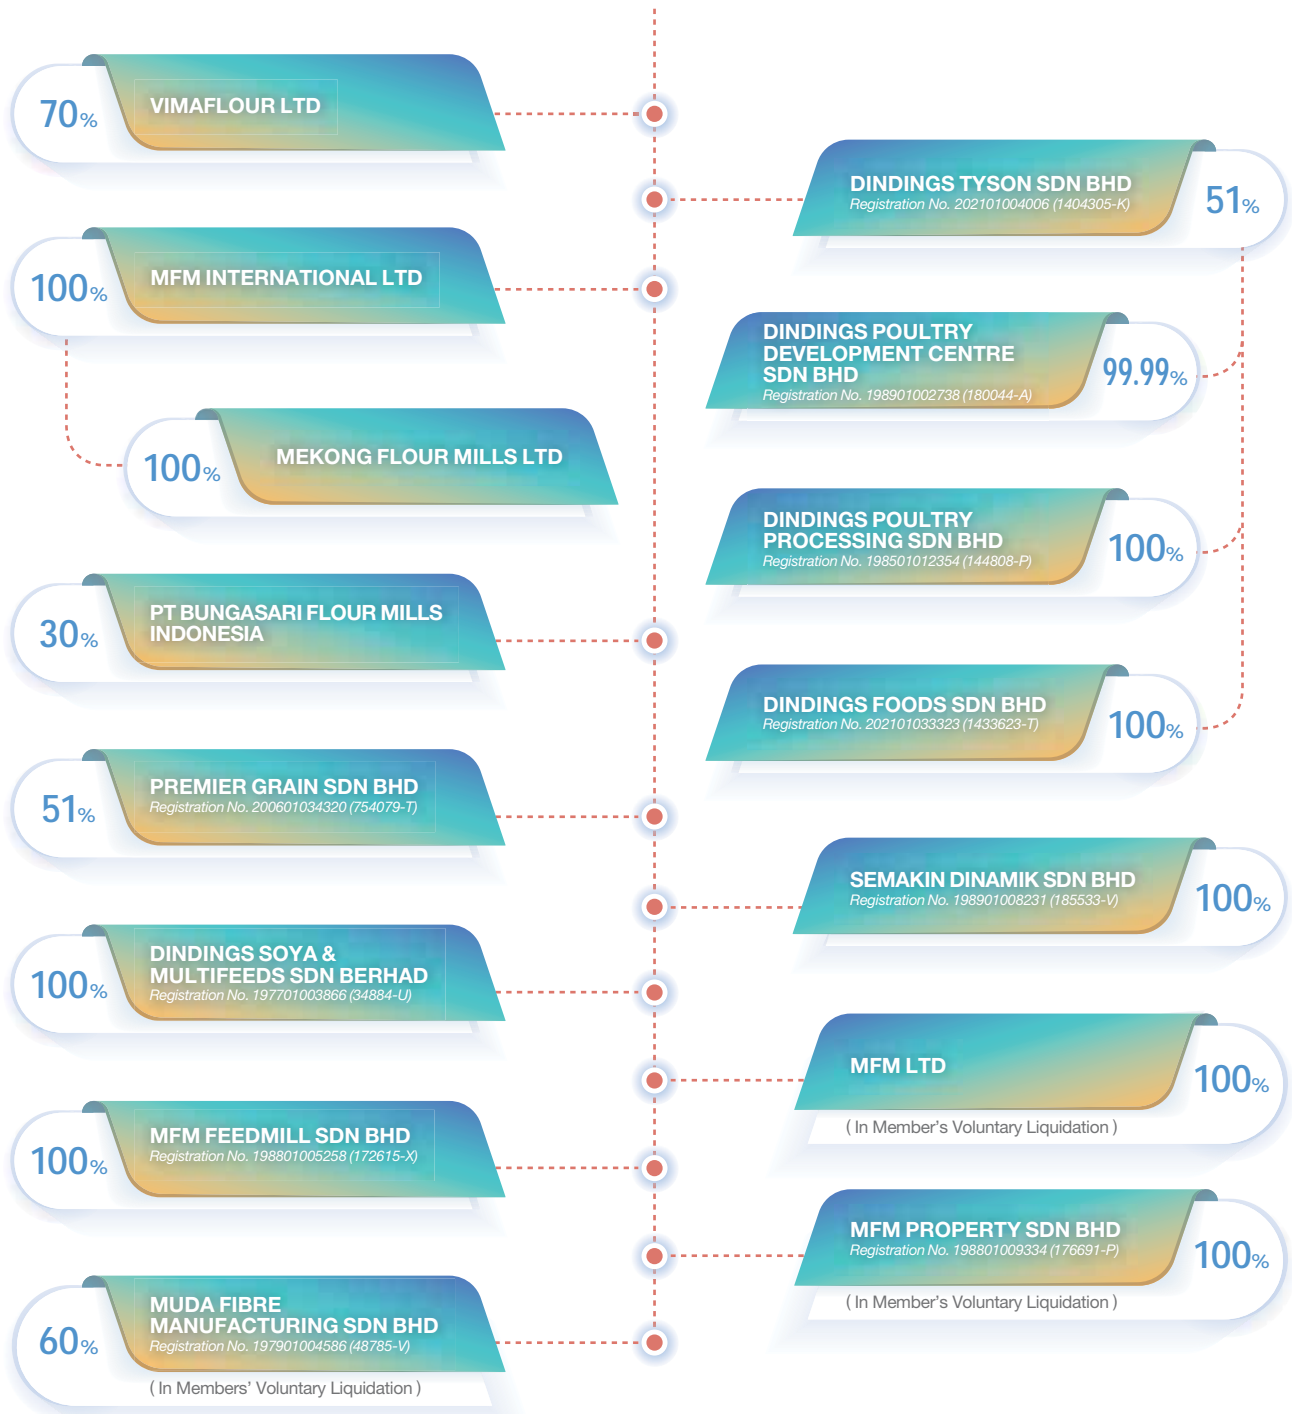 70%
VIMAFLOUR LTD
DINDINGS TYSON SDN BHD
Registration No. 202101004006 (1404305-K)
51%
100%
MFM INTERNATIONAL LTD
DINDINGS POULTRY
DEVELOPMENT CENTRE
SDN BHD
Registration No. 198901002738 (180044-A)
99.99%
100%
MEKONG FLOUR MILLS LTD
DINDINGS POULTRY
PROCESSING SDN BHD
Registration No. 198501012354 (144808-P)
100%
30%
PT BUNGASARI FLOUR MILLS
INDONESIA
DINDINGS FOODS SDN BHD
Registration No. 202101033323 (1433623-T)
100%
51%
PREMIER GRAIN SDN BHD
Registration No. 200601034320 (754079-T)
SEMAKIN DINAMIK SDN BHD
Registration No. 198901008231 (185533-V)
100%
100%
DINDINGS SOYA &
MULTIFEEDS SDN BERHAD
Registration No. 197701003866 (34884-U)
MFM LTD
100%
( In Member's Voluntary Liquidation )
100%
MFM FEEDMILL SDN BHD
Registration No. 198801005258 (172615-X)
MFM PROPERTY SDN BHD
Registration No. 198801009334 (176691-P)
100%
( In Member's Voluntary Liquidation )
60%
MUDA FIBRE
MANUFACTURING SDN BHD
Registration No. 197901004586 (48785-V)
( In Members' Voluntary Liquidation )